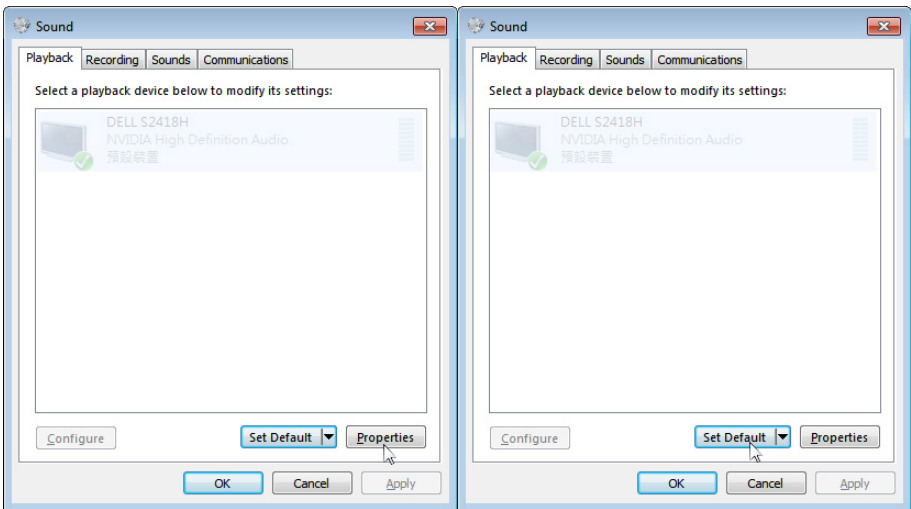 Sound
Playback Recording Sounds Communications
Select a playback device below to modify its settings:
DELL S2418H
NVIDIA High Definition Audio
預設裝置
Configure Set Default Properties
OK Cancel Apply
Sound
Playback Recording Sounds Communications
Select a playback device below to modify its settings:
DELL S2418H
NVIDIA High Definition Audio
預設裝置
Configure Set Default Properties
OK Cancel Apply